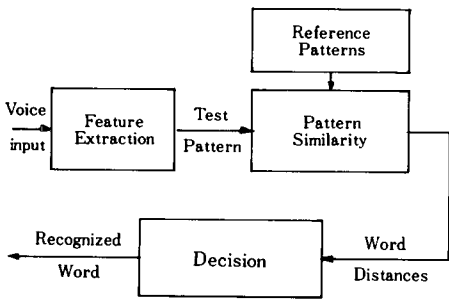 Reference
Patterns
Voice
input
Feature
Extraction
Test
Pattern
Pattern
Similarity
Recognized
Word
Decision
Word
Distances